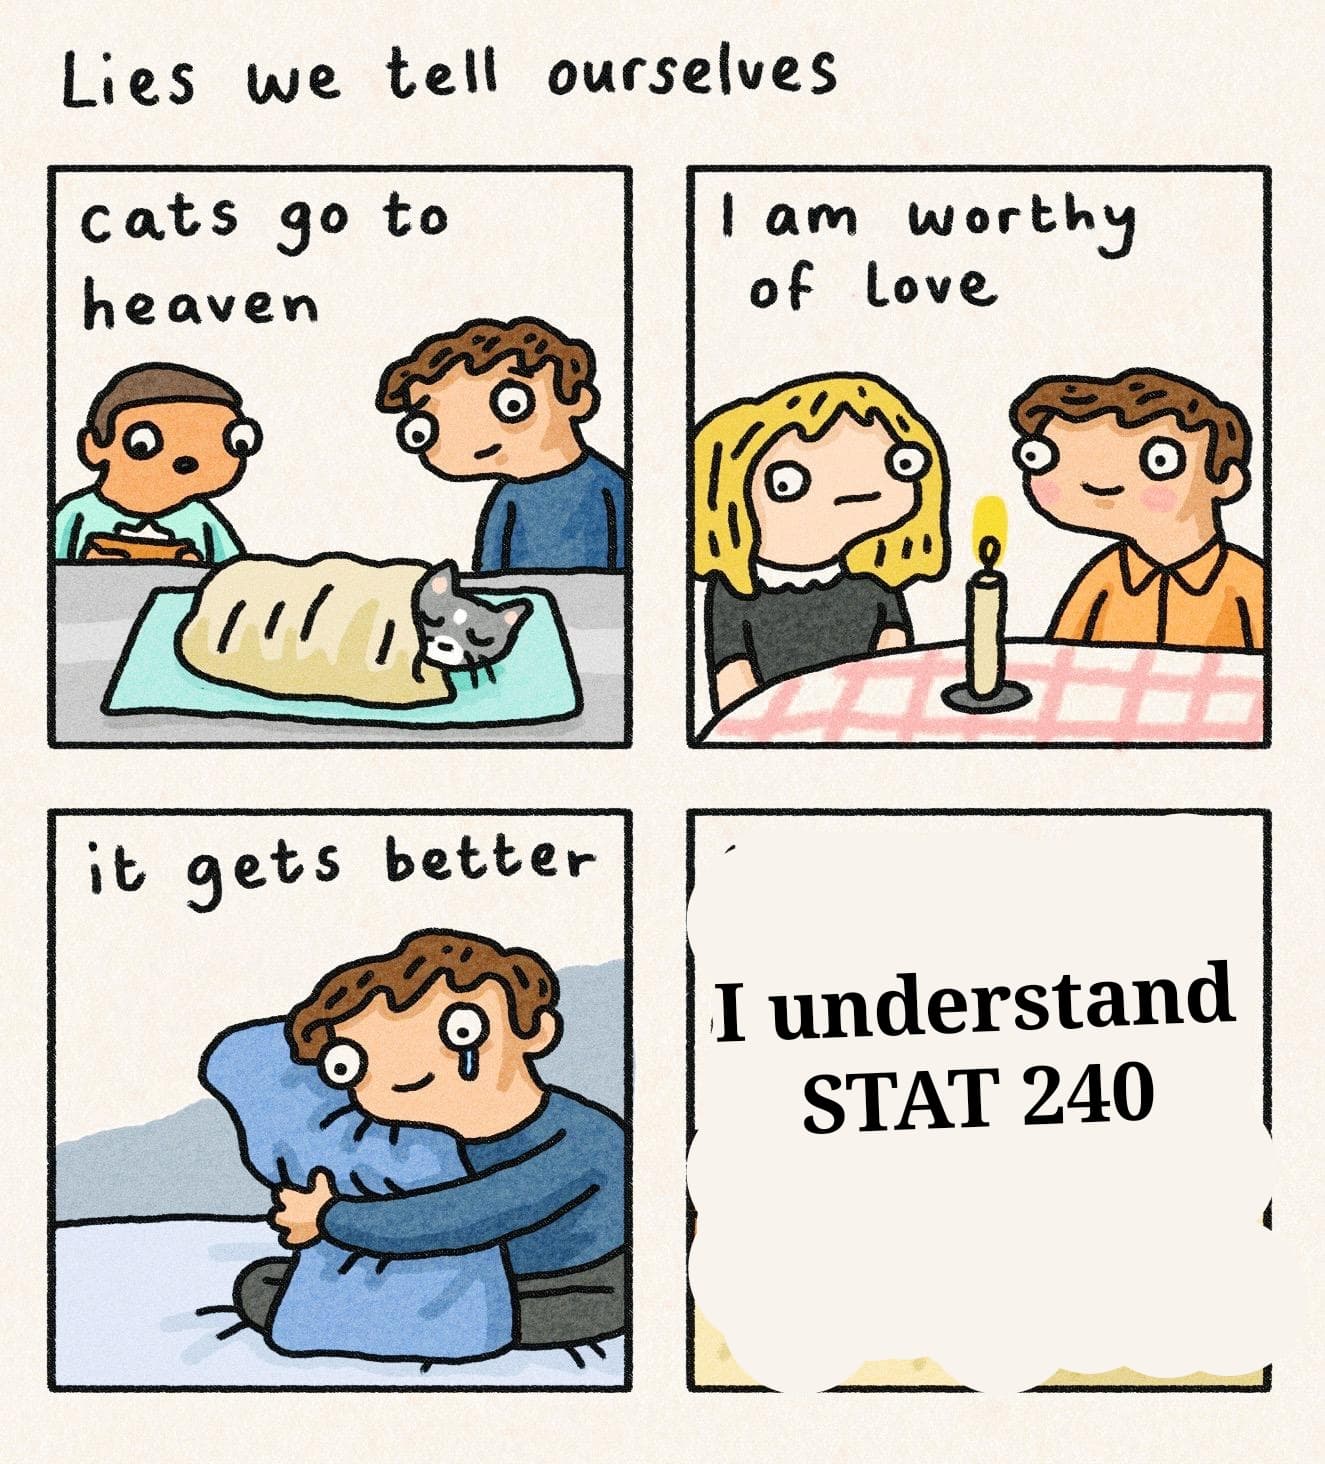 Lies we tell ourselves
cats go to
heaven
I am worthy
of love
it gets better
I understand
STAT 240